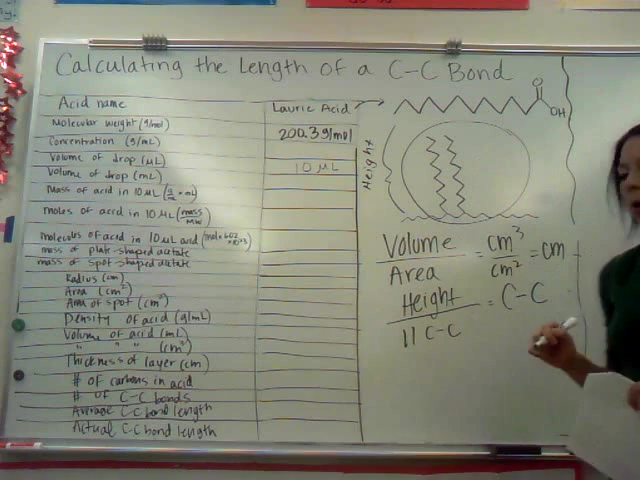 Calculating the Length of a C-C Bond
Acid name
Lauric Acid
Molecular weight (g/mol)
200.3 g/mol
Concentration (g/mL)
Volume of drop (µL)
10 µL
Volume of drop (mL)
Mass of acid in 10 µL
moles of acid in 10 µL (mass/MW)
molecules of acid in 10 µL acid
mass of plate-shaped acetate
mass of spot-shaped acetate
Radius (cm)
Area (cm²)
Area of spot (cm²)
Density of acid (g/mL)
Volume of acid (mL)
" " " (cm³)
Thickness of layer (cm)
# of carbons in acid
# of C-C bonds
Average C-C bond length
Actual C-C bond length
O
OH
Height
Volume/Area = cm³/cm² = cm
Height/11 C-C = C-C